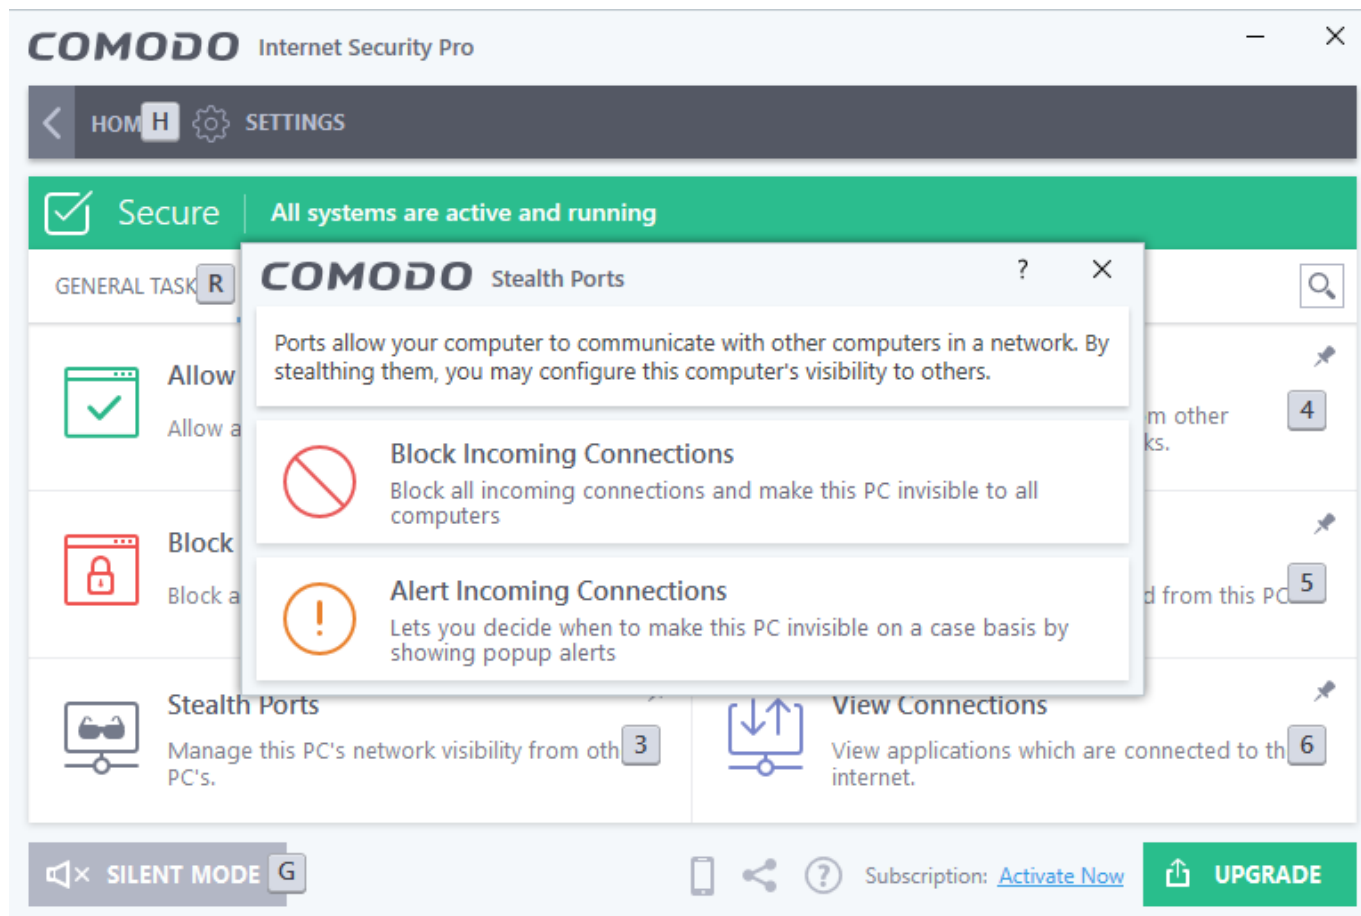 COMODO Internet Security Pro
HOM H SETTINGS
Secure All systems are active and running
GENERAL TASK R
COMODO Stealth Ports ?
Ports allow your computer to communicate with other computers in a network. By
stealthing them, you may configure this computer's visibility to others.
Allow
Allow a
m other 4
ks.
Block Incoming Connections
Block all incoming connections and make this PC invisible to all
computers
Block
Block a
d from this PC 5
Alert Incoming Connections
Lets you decide when to make this PC invisible on a case basis by
showing popup alerts
Stealth Ports
Manage this PC's network visibility from oth 3
PC's.
View Connections
View applications which are connected to th 6
internet.
SILENT MODE G
? Subscription: Activate Now UPGRADE